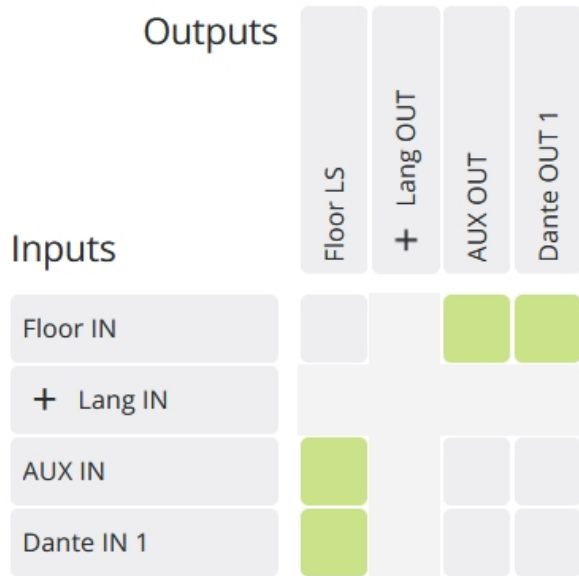 Outputs
Floor LS
+ Lang OUT
AUX OUT
Dante OUT 1
Inputs
Floor IN
+ Lang IN
AUX IN
Dante IN 1